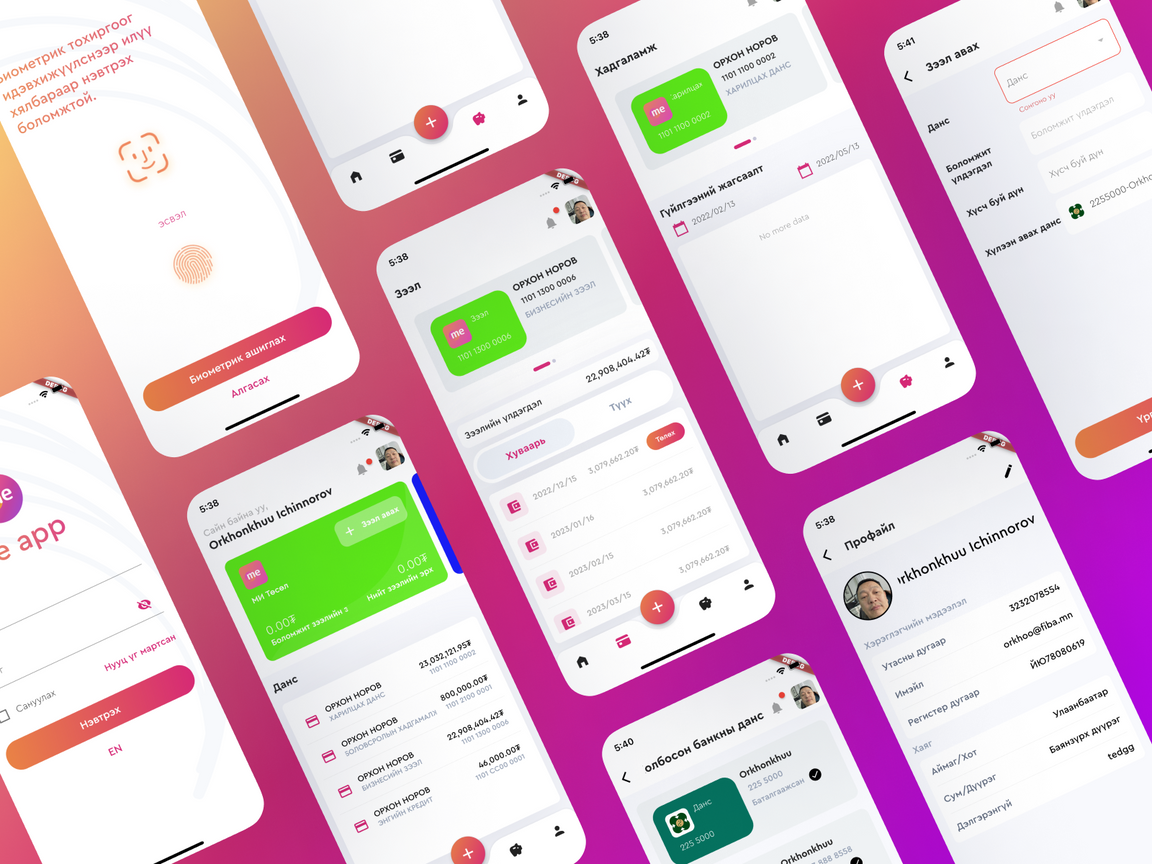 биометрик тохиргоог
идэвхижүүлснээр илүү
хялбараар нэвтрэх
боломжтой.
ЭСВЭЛ
Биометрик ашиглах
Алгасах
e app
Нууц үг мартсан
Сануулах
Нэвтрэх
EN
5:38
Сайн байна уу,
Orkhonkhuu Ichinnorov
+ Зээл авах
me
МИ Төсөл
0.00₮
Боломжит зээлийн э
0.00₮
Нийт зээлийн эрх
Данс
ОРХОН НОРОВ
ХАРИЛЦАХ ДАНС
23,032,121.95₮
1101 1100 0002
ОРХОН НОРОВ
БОЛОВСРОЛЫН ХАДГАМАЛХ
800,000.00₮
1101 2100 0001
ОРХОН НОРОВ
БИЗНЕСИЙН ЗЭЭЛ
22,908,404.42₮
1101 1300 0006
ОРХОН НОРОВ
ЭНГИЙН КРЕДИТ
46,000.00₮
1101 CC00 0001
5:38
Зээл
me
Зээл
1101 1300 0006
ОРХОН НОРОВ
1101 1300 0006
БИЗНЕСИЙН ЗЭЭЛ
Зээлийн үлдэгдэл
22,908,404.42₮
Хуваарь
Түүх
2022/12/15
3,079,662.20₮
Төлөх
2023/01/16
3,079,662.20₮
2023/02/15
3,079,662.20₮
2023/03/15
3,079,662.20₮
5:38
Хадгаламж
me
Харилцах
1101 1100 0002
ОРХОН НОРОВ
1101 1100 0002
ХАРИЛЦАХ ДАНС
Гүйлгээний жагсаалт
2022/02/13
2022/05/13
No more data
5:40
олбосон банкны данс
Данс
225 5000
Orkhonkhuu
225 5000
Баталгаажсан
Orkhonkhuu
888 8558
5:41
Зээл авах
Данс
Данс
Сонгоно уу
Боломжит
үлдэгдэл
Боломжит үлдэгдэл
Хүсч буй дүн
Хүсч буй дүн
Хүлээн авах данс
2255000-Orkho
5:38
Профайл
rkhonkhuu Ichinnorov
Хэрэглэгчийн мэдээлэл
Утасны дугаар
3232078554
Имэйл
orkhoo@fiba.mn
Регистер дугаар
ЙЮ78080619
Хаяг
Аймаг/Хот
Улаанбаатар
Сум/Дүүрэг
Баянзүрх дүүрэг
Дэлгэрэнгүй
tedgg